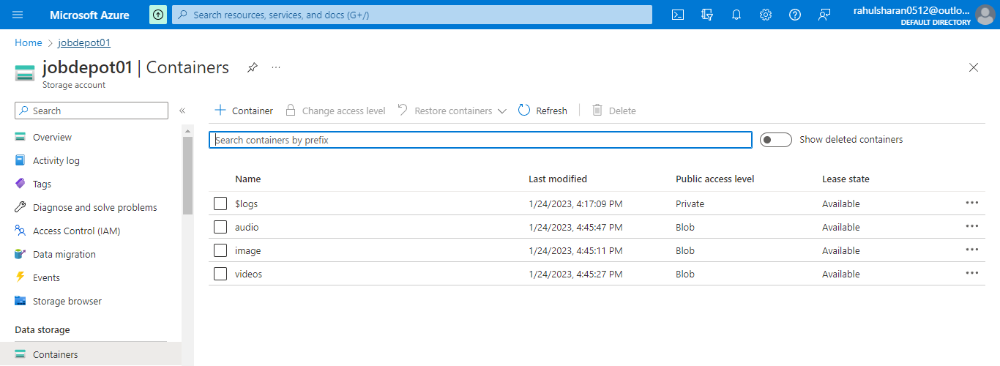 Microsoft Azure
Search resources, services, and docs (G+/)
rahulsharan0512@outlo...
DEFAULT DIRECTORY
Home > jobdepot01
jobdepot01 | Containers
Storage account
Search
Container Change access level Restore containers Refresh Delete
Overview
Activity log
Tags
Diagnose and solve problems
Access Control (IAM)
Data migration
Events
Storage browser
Data storage
Containers
Search containers by prefix
Show deleted containers
Name Last modified Public access level Lease state
$logs 1/24/2023, 4:17:09 PM Private Available
audio 1/24/2023, 4:45:47 PM Blob Available
image 1/24/2023, 4:45:11 PM Blob Available
videos 1/24/2023, 4:45:27 PM Blob Available